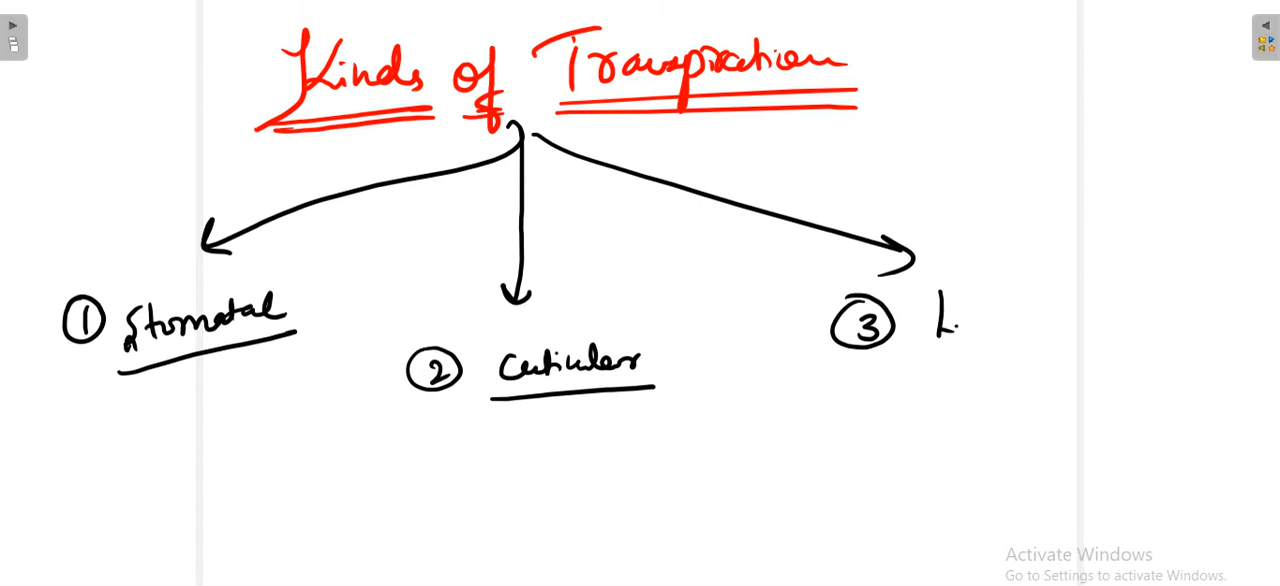 Kinds of Transpiration
① Stomatal
② Cuticular
③ L
Activate Windows
Go to Settings to activate Windows.